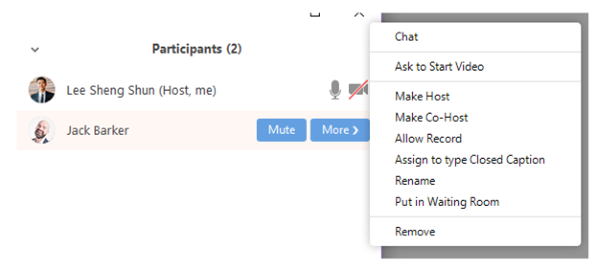 Participants (2)
Lee Sheng Shun (Host, me)
Jack Barker
Mute
More ❯
Chat
Ask to Start Video
Make Host
Make Co-Host
Allow Record
Assign to type Closed Caption
Rename
Put in Waiting Room
Remove